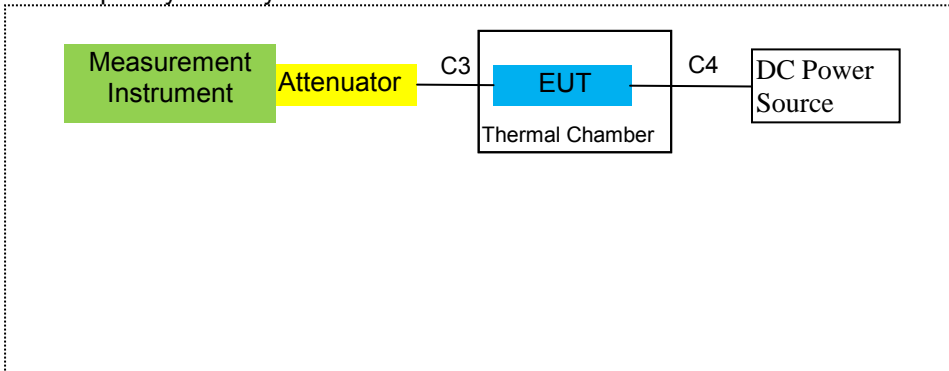 Measurement
Instrument
Attenuator
C3
EUT
Thermal Chamber
C4
DC Power
Source